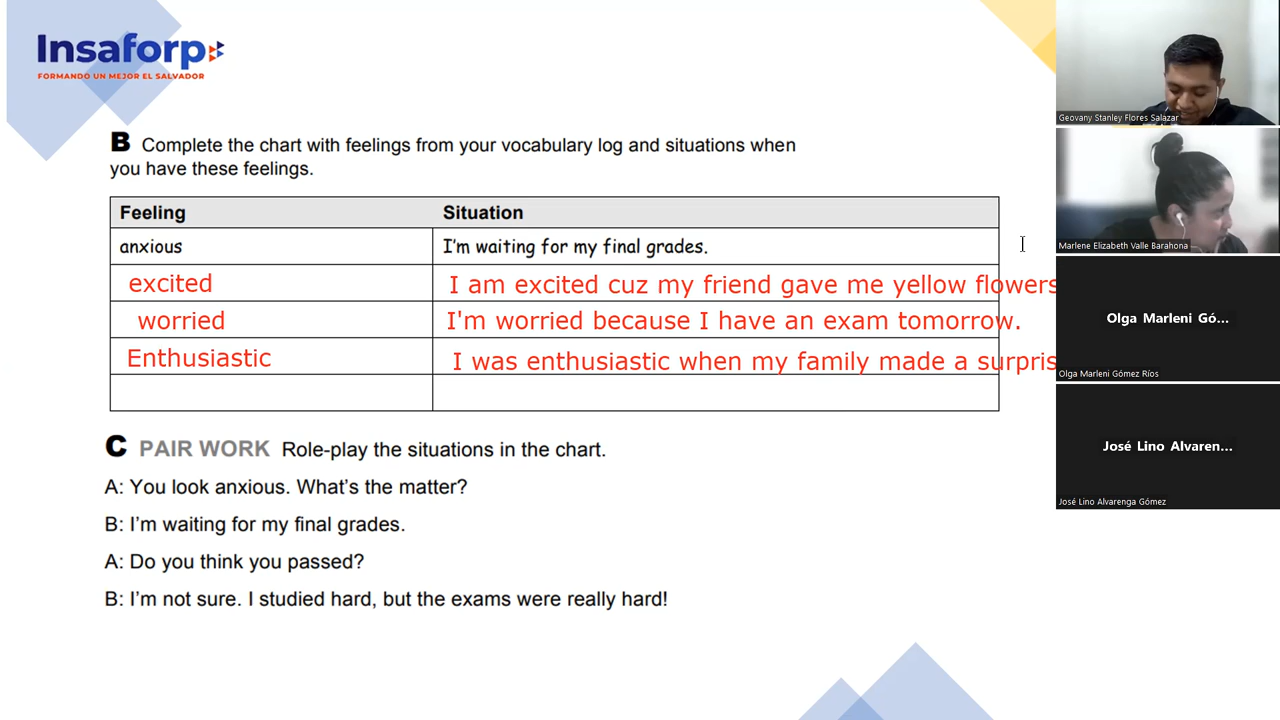 Insaforp
FORMANDO UN MEJOR EL SALVADOR
B Complete the chart with feelings from your vocabulary log and situations when
you have these feelings.
Feeling Situation
anxious I'm waiting for my final grades.
excited I am excited cuz my friend gave me yellow flowers
worried I'm worried because I have an exam tomorrow.
Enthusiastic I was enthusiastic when my family made a surpris
C PAIR WORK Role-play the situations in the chart.
A: You look anxious. What's the matter?
B: I'm waiting for my final grades.
A: Do you think you passed?
B: I'm not sure. I studied hard, but the exams were really hard!
Geovany Stanley Flores Salazar
Marlene Elizabeth Valle Barahona
Olga Marleni Gó...
Olga Marleni Gómez Ríos
José Lino Alvaren...
José Lino Alvarenga Gómez